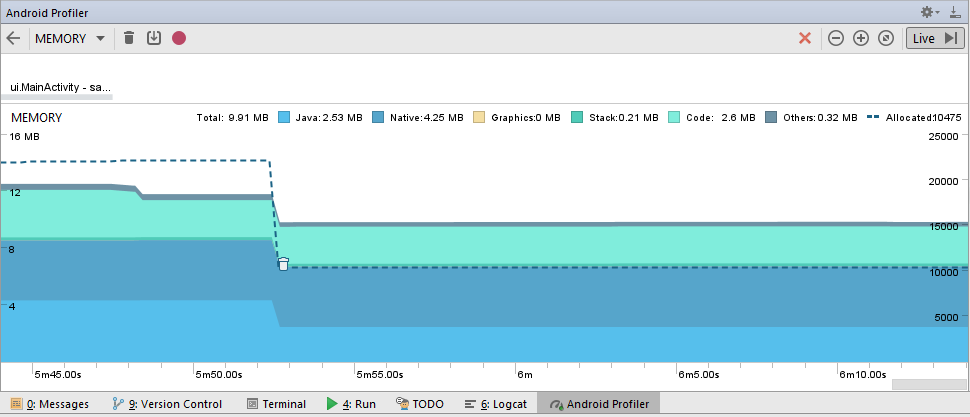 Android Profiler
MEMORY
Live
ui.MainActivity - sa...
MEMORY Total: 9.91 MB Java: 2.53 MB Native: 4.25 MB Graphics: 0 MB Stack: 0.21 MB Code: 2.6 MB Others: 0.32 MB Allocated: 10475
16 MB 25000
20000
12
15000
8
10000
4
5000
5m45.00s 5m50.00s 5m55.00s 6m 6m5.00s 6m10.00s
0: Messages 9: Version Control Terminal 4: Run TODO 6: Logcat Android Profiler